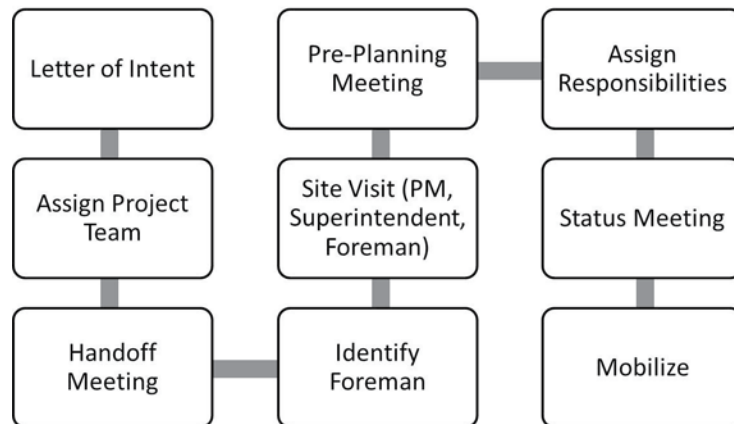 Letter of Intent
Assign Project
Team
Handoff
Meeting
Identify
Foreman
Site Visit (PM,
Superintendent,
Foreman)
Pre-Planning
Meeting
Assign
Responsibilities
Status Meeting
Mobilize